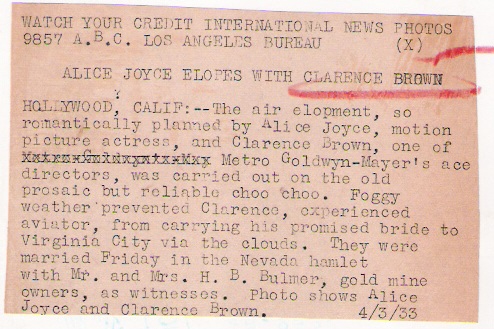 WATCH YOUR CREDIT INTERNATIONAL NEWS PHOTOS
9857 A.B.C. LOS ANGELES BUREAU (X)
ALICE JOYCE ELOPES WITH CLARENCE BROWN
HOLLYWOOD, CALIF:--The air elopment, so
romantically planned by Alice Joyce, motion
picture actress, and Clarence Brown, one of
Metro Goldwyn-Mayer's ace
directors, was carried out on the old
prosaic but reliable choo choo. Foggy
weather prevented Clarence, experienced
aviator, from carrying his promised bride to
Virginia City via the clouds. They were
married Friday in the Nevada hamlet
with Mr. and Mrs. H. B. Bulmer, gold mine
owners, as witnesses. Photo shows Alice
Joyce and Clarence Brown. 4/3/33